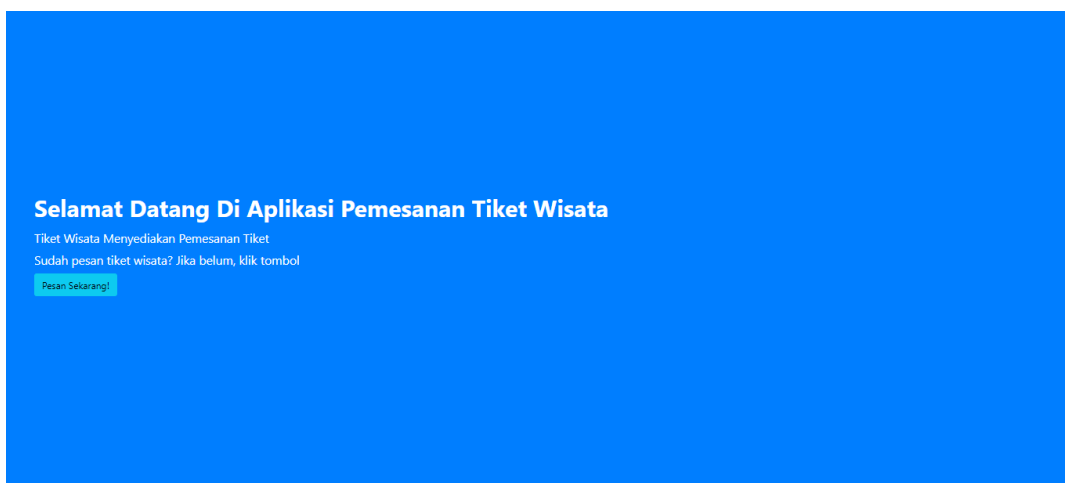 Selamat Datang Di Aplikasi Pemesanan Tiket Wisata
Tiket Wisata Menyediakan Pemesanan Tiket
Sudah pesan tiket wisata? Jika belum, klik tombol
Pesan Sekarang!